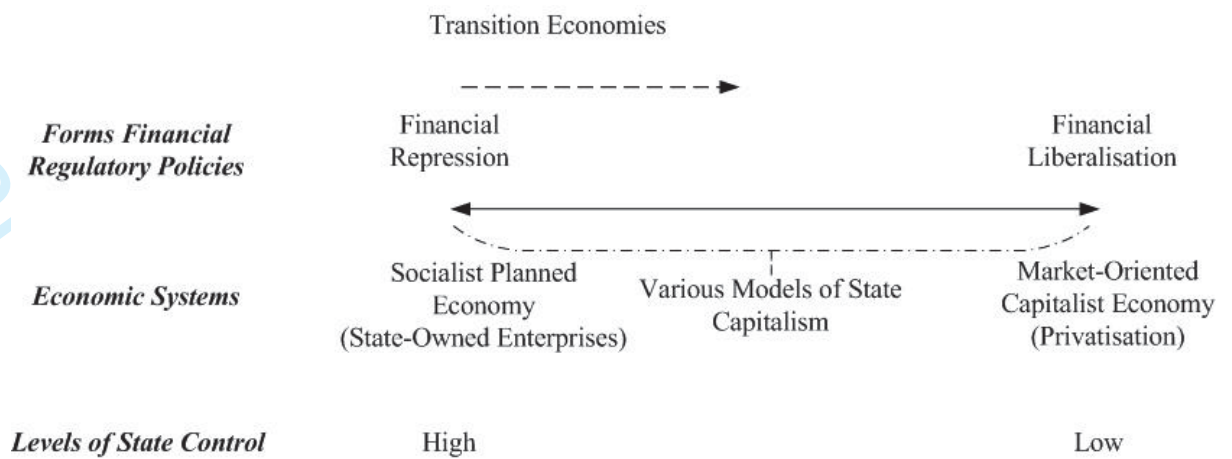 Transition Economies
Forms Financial
Regulatory Policies
Financial
Repression
Financial
Liberalisation
Economic Systems
Socialist Planned
Economy
(State-Owned Enterprises)
Various Models of State
Capitalism
Market-Oriented
Capitalist Economy
(Privatisation)
Levels of State Control
High
Low